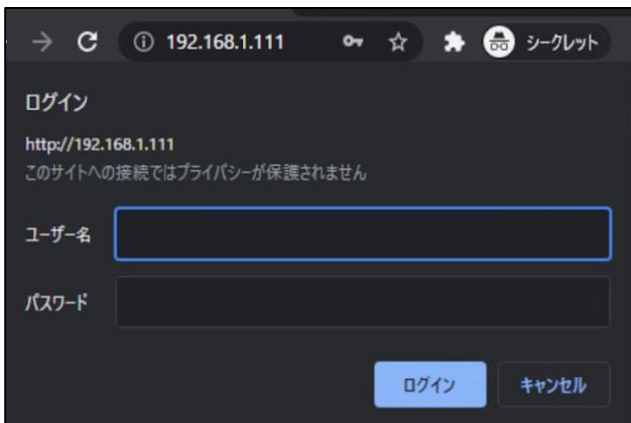 192.168.1.111 シークレット
ログイン
http://192.168.1.111
このサイトへの接続ではプライバシーが保護されません
ユーザー名
パスワード
ログイン キャンセル